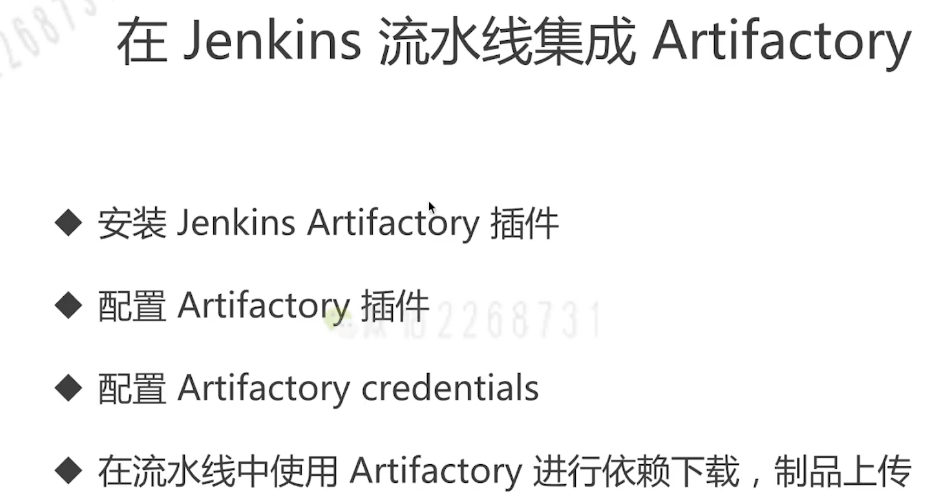 在 Jenkins 流水线集成 Artifactory
安装 Jenkins Artifactory 插件
配置 Artifactory 插件
2268731
配置 Artifactory credentials
在流水线中使用 Artifactory 进行依赖下载，制品上传